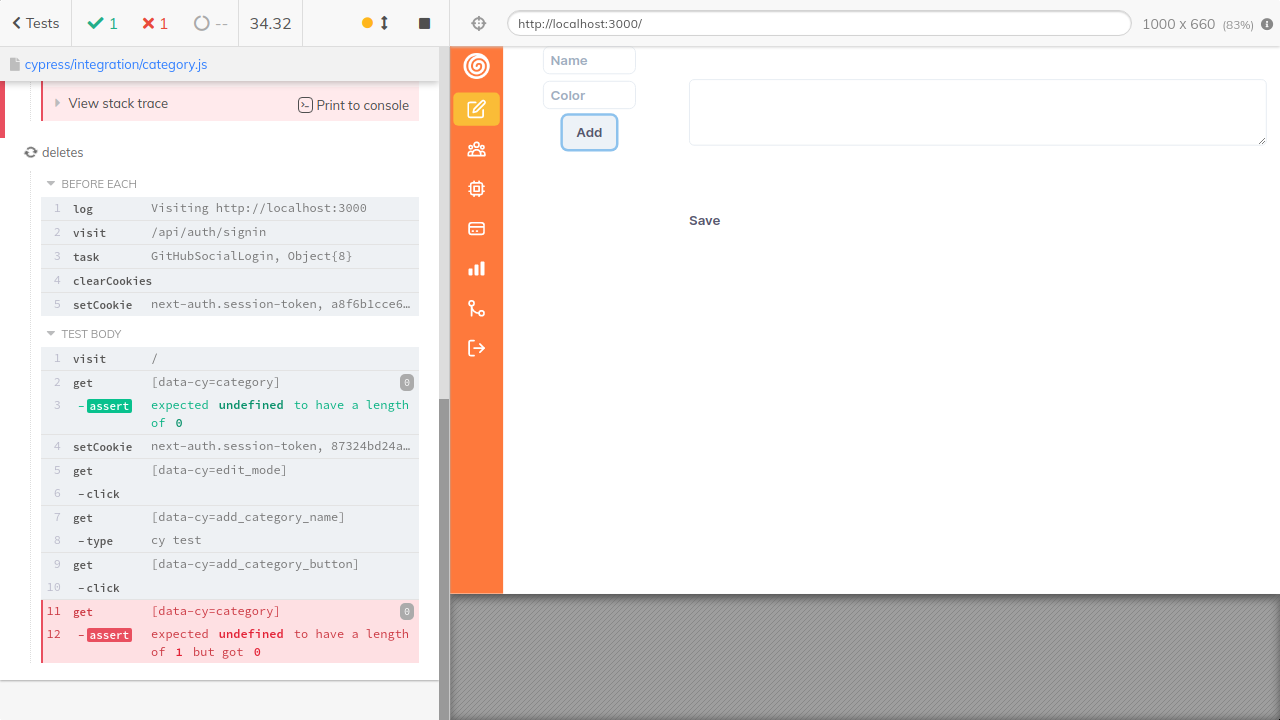 Tests
1
1
--
34.32
http://localhost:3000/
1000 x 660 (83%)
cypress/integration/category.js
View stack trace
Print to console
deletes
BEFORE EACH
1 log Visiting http://localhost:3000
2 visit /api/auth/signin
3 task GitHubSocialLogin, Object{8}
4 clearCookies
5 setCookie next-auth.session-token, a8f6b1cce6…
TEST BODY
1 visit /
2 get [data-cy=category] 0
3 -assert expected undefined to have a length
of 0
4 setCookie next-auth.session-token, 87324bd24a…
5 get [data-cy=edit_mode]
6 -click
7 get [data-cy=add_category_name]
8 -type cy test
9 get [data-cy=add_category_button]
10 -click
11 get [data-cy=category] 0
12 -assert expected undefined to have a length
of 1 but got 0
Name
Color
Add
Save